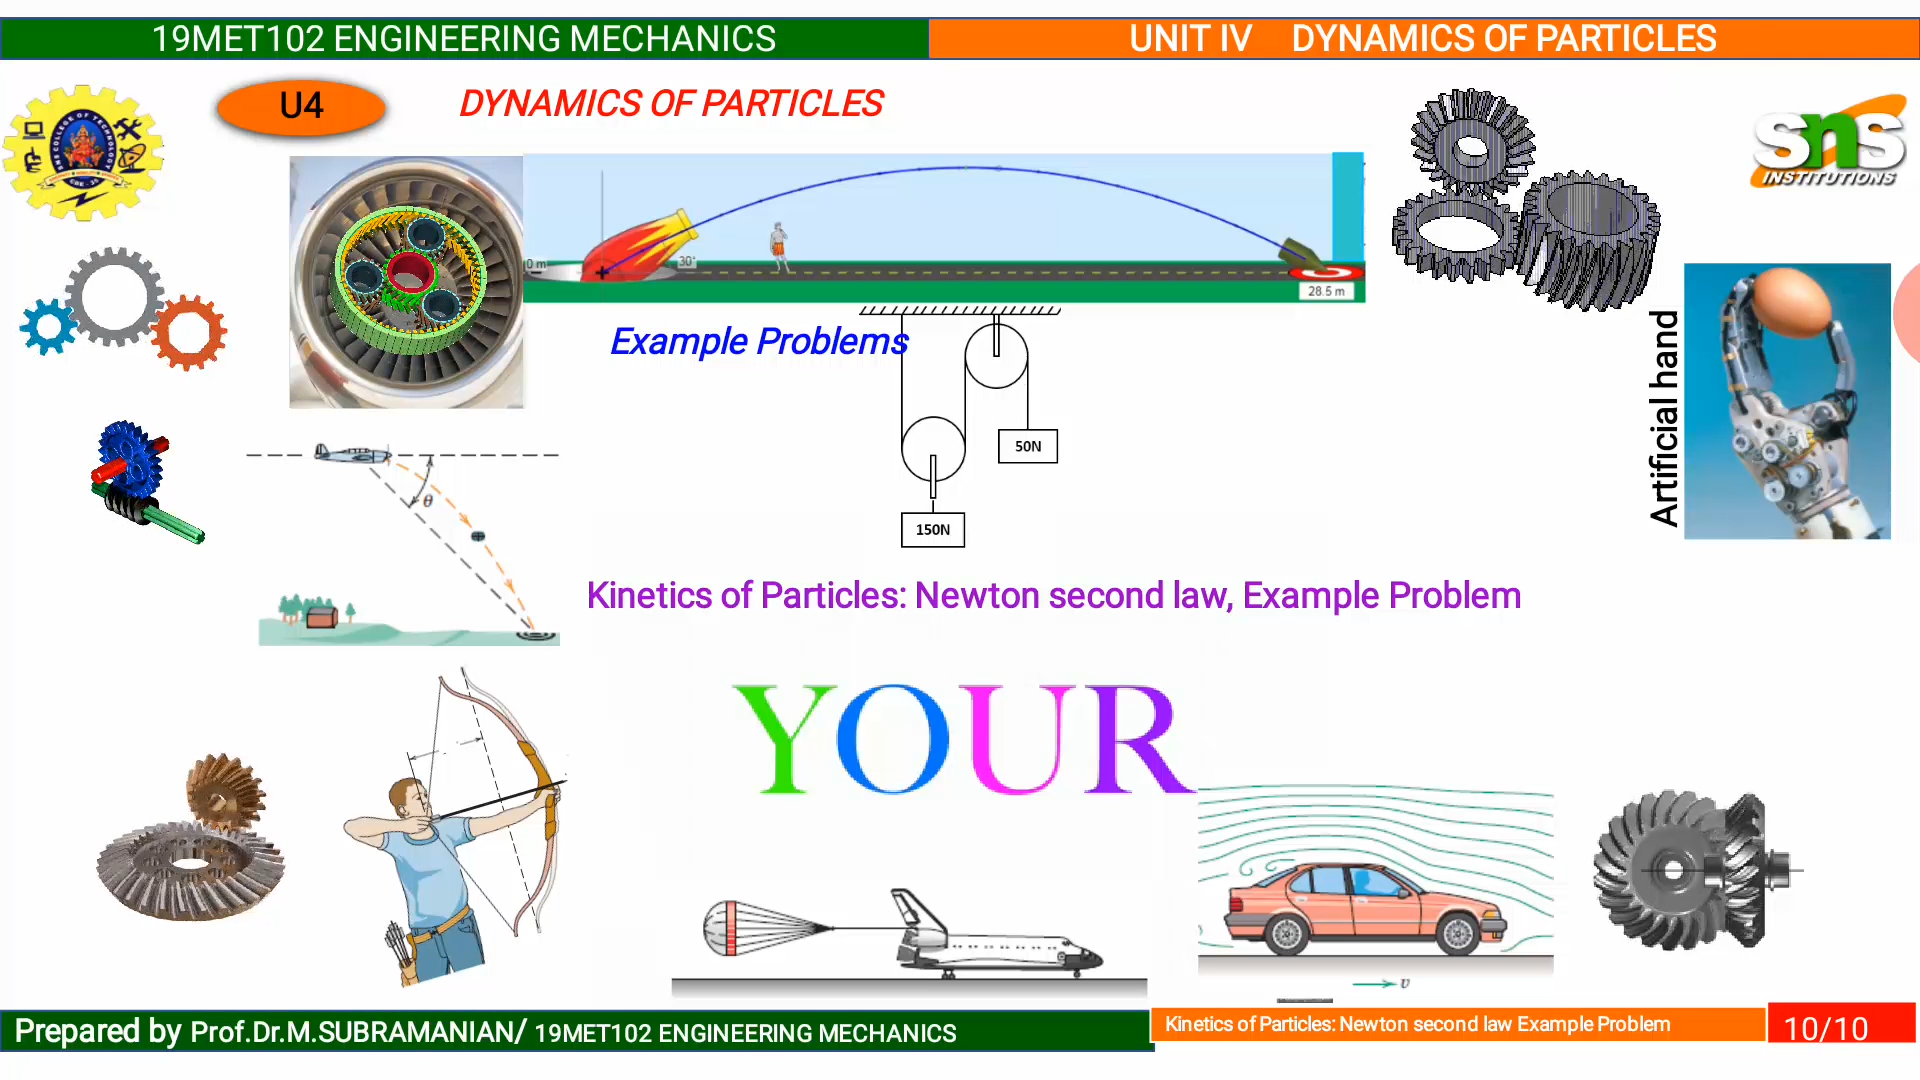 19MET102 ENGINEERING MECHANICS
UNIT IV DYNAMICS OF PARTICLES
U4
DYNAMICS OF PARTICLES
sns
INSTITUTIONS
0 m
30°
28.5 m
Example Problems
Artificial hand
50N
150N
θ
Kinetics of Particles: Newton second law, Example Problem
YOUR
v
Prepared by Prof.Dr.M.SUBRAMANIAN/ 19MET102 ENGINEERING MECHANICS
Kinetics of Particles: Newton second law Example Problem
10/10